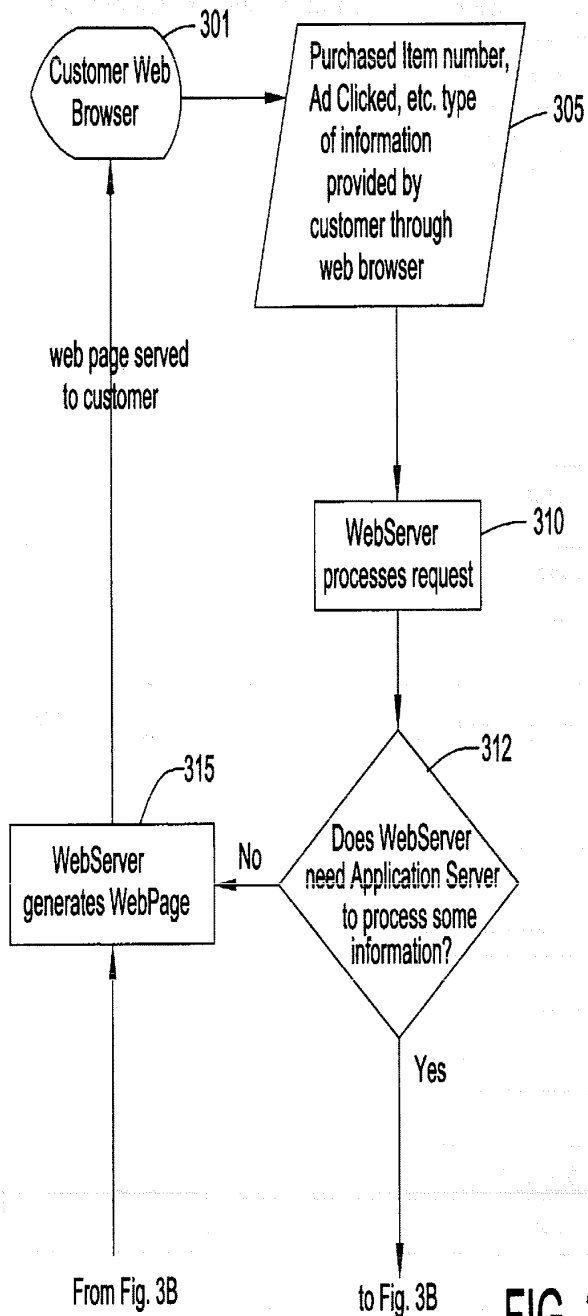 301
Customer Web
Browser
Purchased Item number,
Ad Clicked, etc. type
of information
provided by
customer through
web browser
305
web page served
to customer
WebServer
processes request
310
312
Does WebServer
need Application Server
to process some
information?
No
315
WebServer
generates WebPage
Yes
From Fig. 3B
to Fig. 3B
FIG.